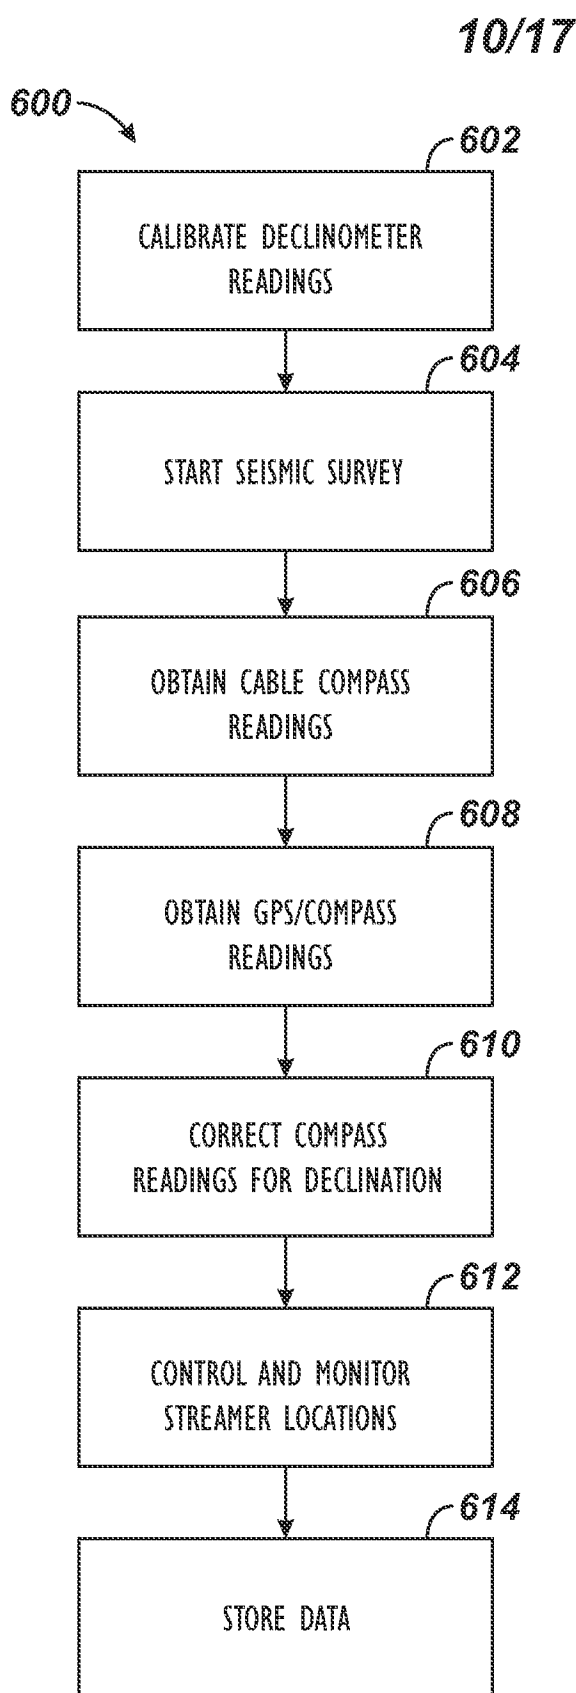 10/17
600
602
CALIBRATE DECLINOMETER
READINGS
604
START SEISMIC SURVEY
606
OBTAIN CABLE COMPASS
READINGS
608
OBTAIN GPS/COMPASS
READINGS
610
CORRECT COMPASS
READINGS FOR DECLINATION
612
CONTROL AND MONITOR
STREAMER LOCATIONS
614
STORE DATA